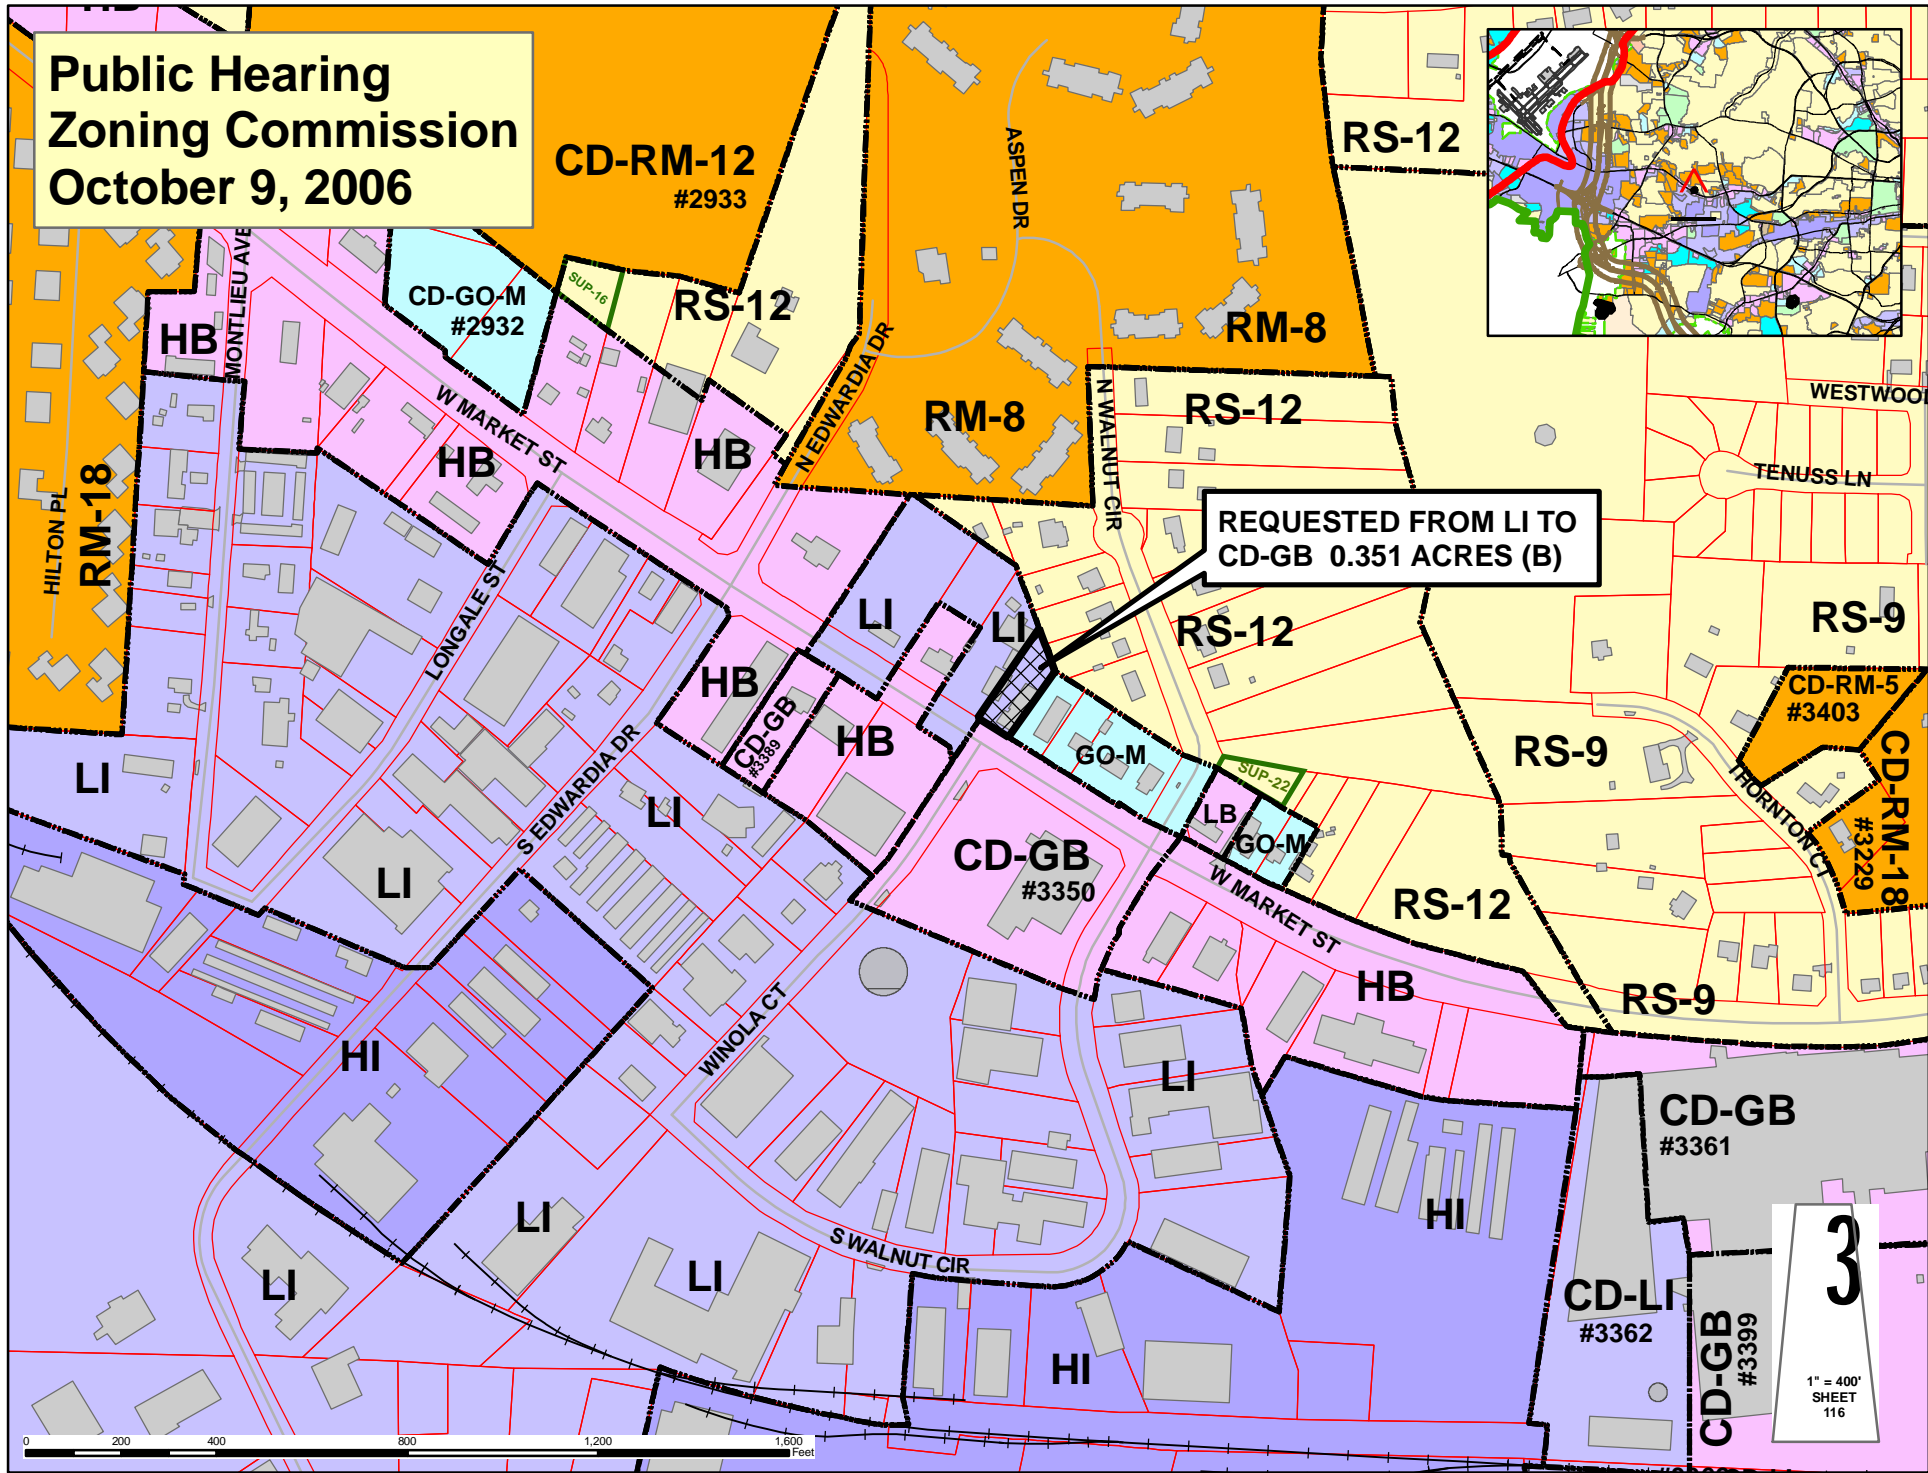 HB
Public Hearing
Zoning Commission
October 9, 2006
CD-RM-12
#2933
ASPEN DR
RS-12
MONTLIEU AVE
CD-GO-M
#2932
SUP-16
RS-12
HB
N EDWARDIA DR
RM-8
W MARKET ST
RM-8
N WALNUT CIR
RS-12
WESTWOO
HB
HB
TENUSS LN
HILTON PL
RM-18
REQUESTED FROM LI TO
CD-GB 0.351 ACRES (B)
LONGALE ST
LI
LI
RS-12
RS-9
HB
CD-GB
#3389
HB
CD-RM-5
#3403
GO-M
RS-9
SUP-22
LI
S EDWARDIA DR
LI
LB
GO-M
THORNTON CT
CD-RM-18
#3229
LI
CD-GB
#3350
W MARKET ST
RS-12
HB
RS-9
HI
WINOLA CT
LI
CD-GB
#3361
HI
LI
S WALNUT CIR
LI
LI
CD-LI
#3362
CD-GB
#3399
HI
3
1" = 400'
SHEET
116
0 200 400 800 1,200 1,600
Feet